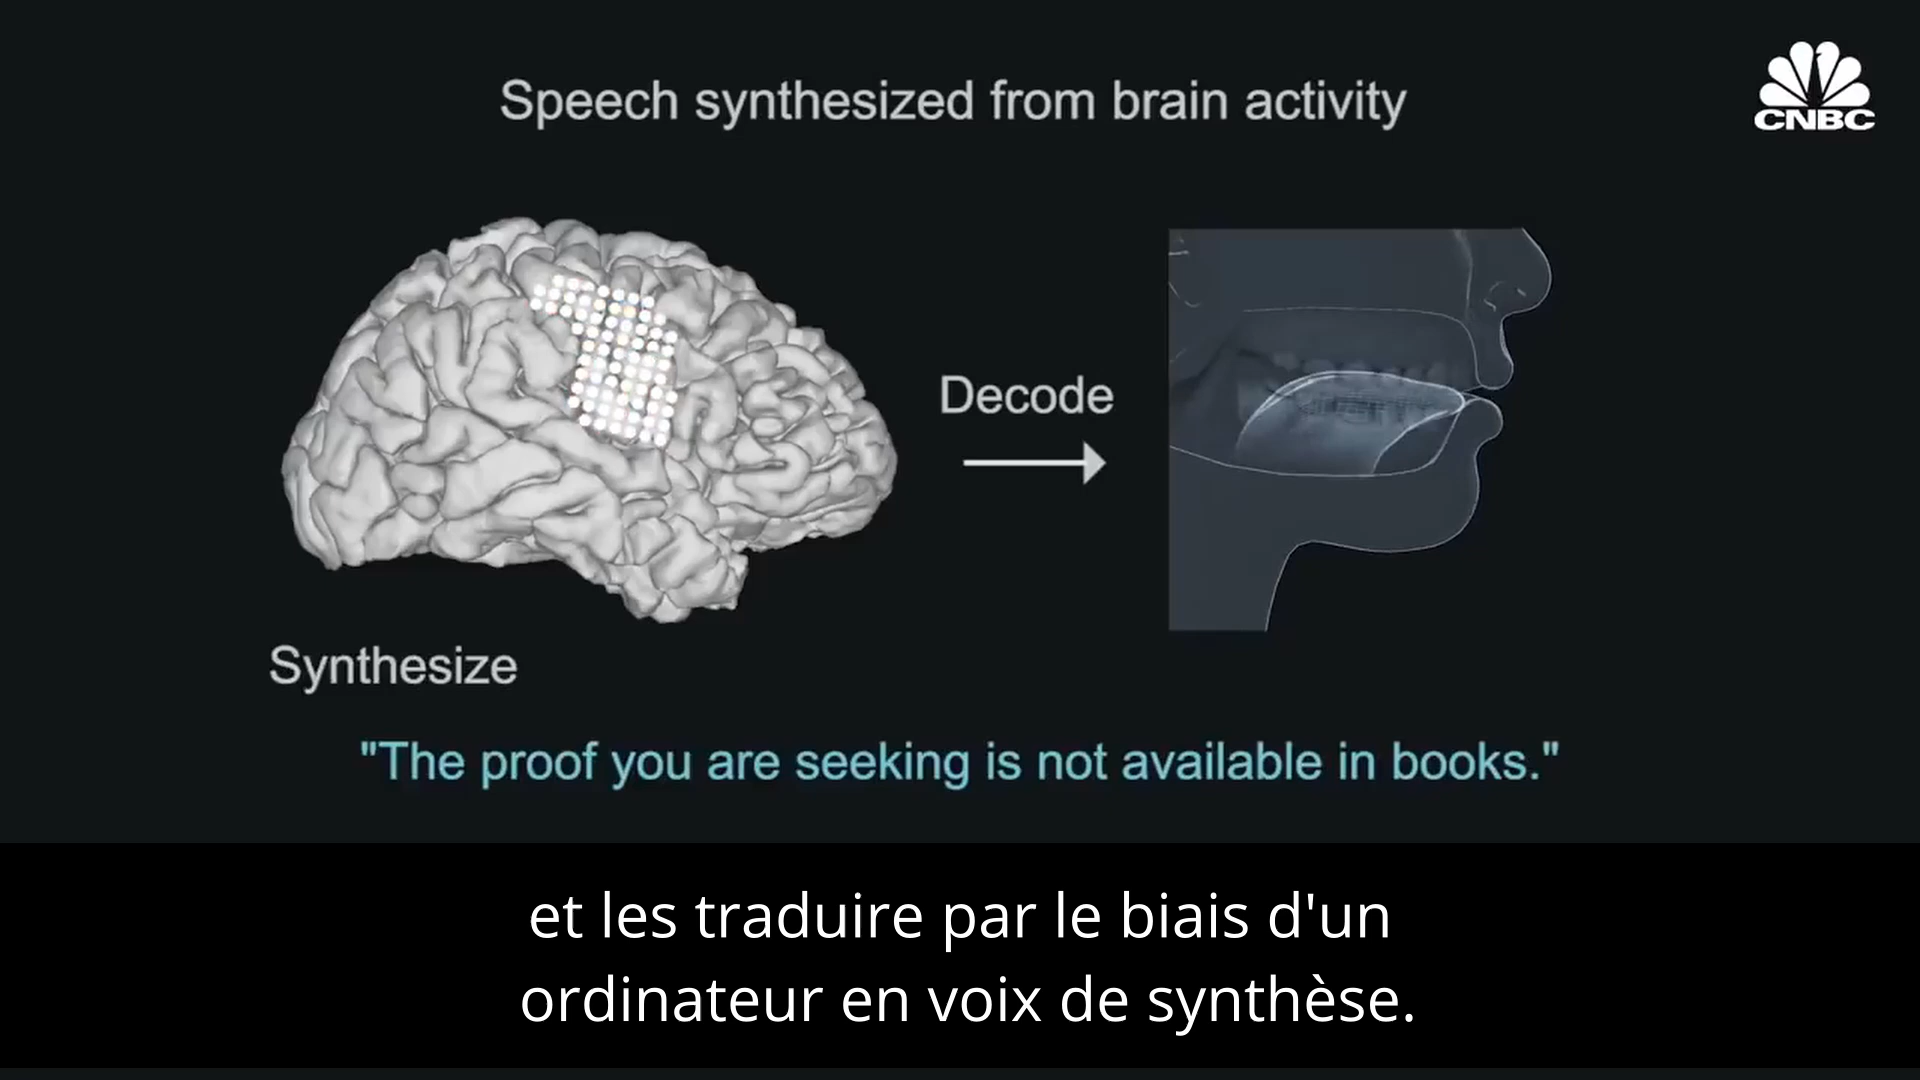 Speech synthesized from brain activity
CNBC
Decode
Synthesize
"The proof you are seeking is not available in books."
et les traduire par le biais d'un
ordinateur en voix de synthèse.